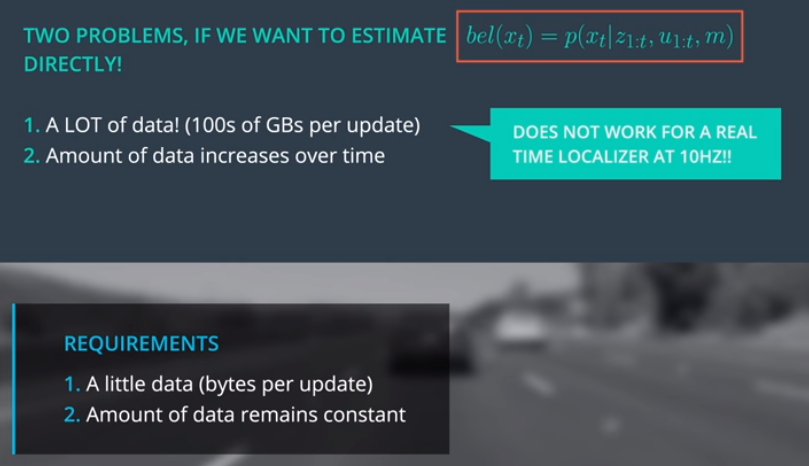 TWO PROBLEMS, IF WE WANT TO ESTIMATE bel(x_t) = p(x_t|z_{1:t}, u_{1:t}, m)
DIRECTLY!
1. A LOT of data! (100s of GBs per update)
2. Amount of data increases over time
DOES NOT WORK FOR A REAL
TIME LOCALIZER AT 10HZ!!
REQUIREMENTS
1. A little data (bytes per update)
2. Amount of data remains constant